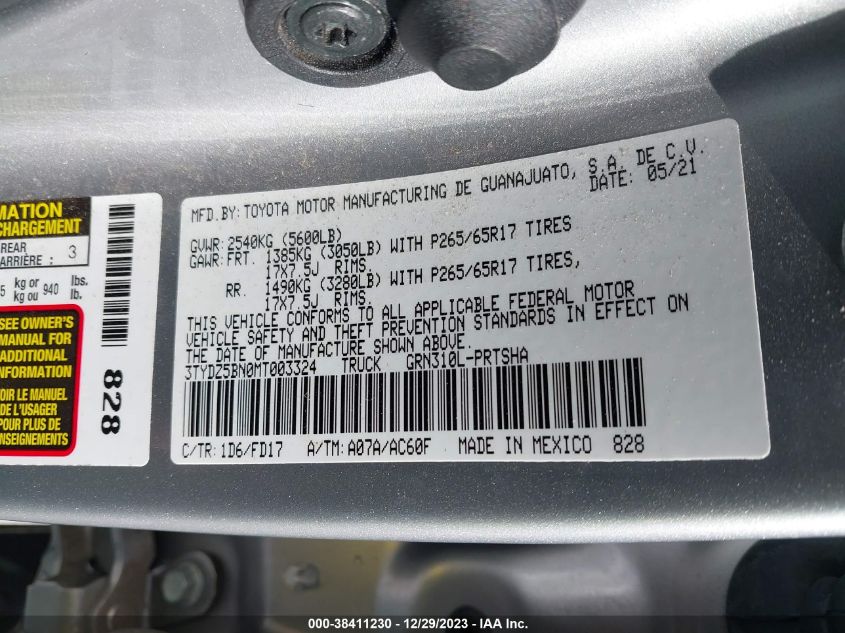 MATION
CHARGEMENT
REAR
ARRIÈRE : 3
5 kg or kg ou 940 lbs. lb.
SEE OWNER'S
MANUAL FOR
ADDITIONAL
INFORMATION
VOIR LE MANUEL
DE L'USAGER
POUR PLUS DE
ENSEIGNEMENTS
828
MFD. BY: TOYOTA MOTOR MANUFACTURING DE GUANAJUATO, S.A. DE C.V.
DATE: 05/21
GVWR: 2540KG (5600LB)
GAWR: FRT. 1385KG (3050LB) WITH P265/65R17 TIRES
17X7.5J RIMS.
RR. 1490KG (3280LB) WITH P265/65R17 TIRES,
17X7.5J RIMS.
THIS VEHICLE CONFORMS TO ALL APPLICABLE FEDERAL MOTOR
VEHICLE SAFETY AND THEFT PREVENTION STANDARDS IN EFFECT ON
THE DATE OF MANUFACTURE SHOWN ABOVE.
3TYDZ5BN0MT003324 TRUCK GRN310L-PRTSHA
C/TR: 1D6/FD17 A/TM: A07A/AC60F MADE IN MEXICO 828
000-38411230 - 12/29/2023 - IAA Inc.